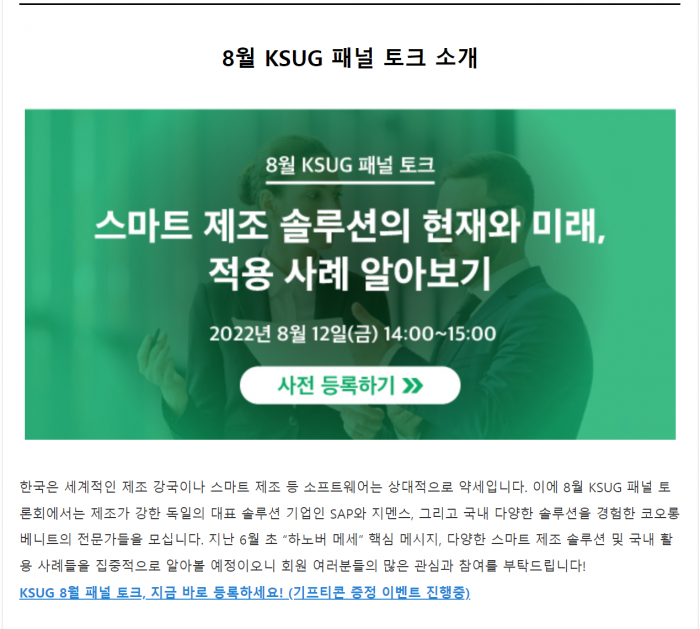 8월 KSUG 패널 토크 소개
8월 KSUG 패널 토크
스마트 제조 솔루션의 현재와 미래,
적용 사례 알아보기
2022년 8월 12일(금) 14:00~15:00
사전 등록하기 »
한국은 세계적인 제조 강국이나 스마트 제조 등 소프트웨어는 상대적으로 약세입니다. 이에 8월 KSUG 패널 토
론회에서는 제조가 강한 독일의 대표 솔루션 기업인 SAP와 지멘스, 그리고 국내 다양한 솔루션을 경험한 코오롱
베니트의 전문가들을 모십니다. 지난 6월 초 “하노버 메세” 핵심 메시지, 다양한 스마트 제조 솔루션 및 국내 활
용 사례들을 집중적으로 알아볼 예정이오니 회원 여러분들의 많은 관심과 참여를 부탁드립니다!
KSUG 8월 패널 토크, 지금 바로 등록하세요! (기프티콘 증정 이벤트 진행중)